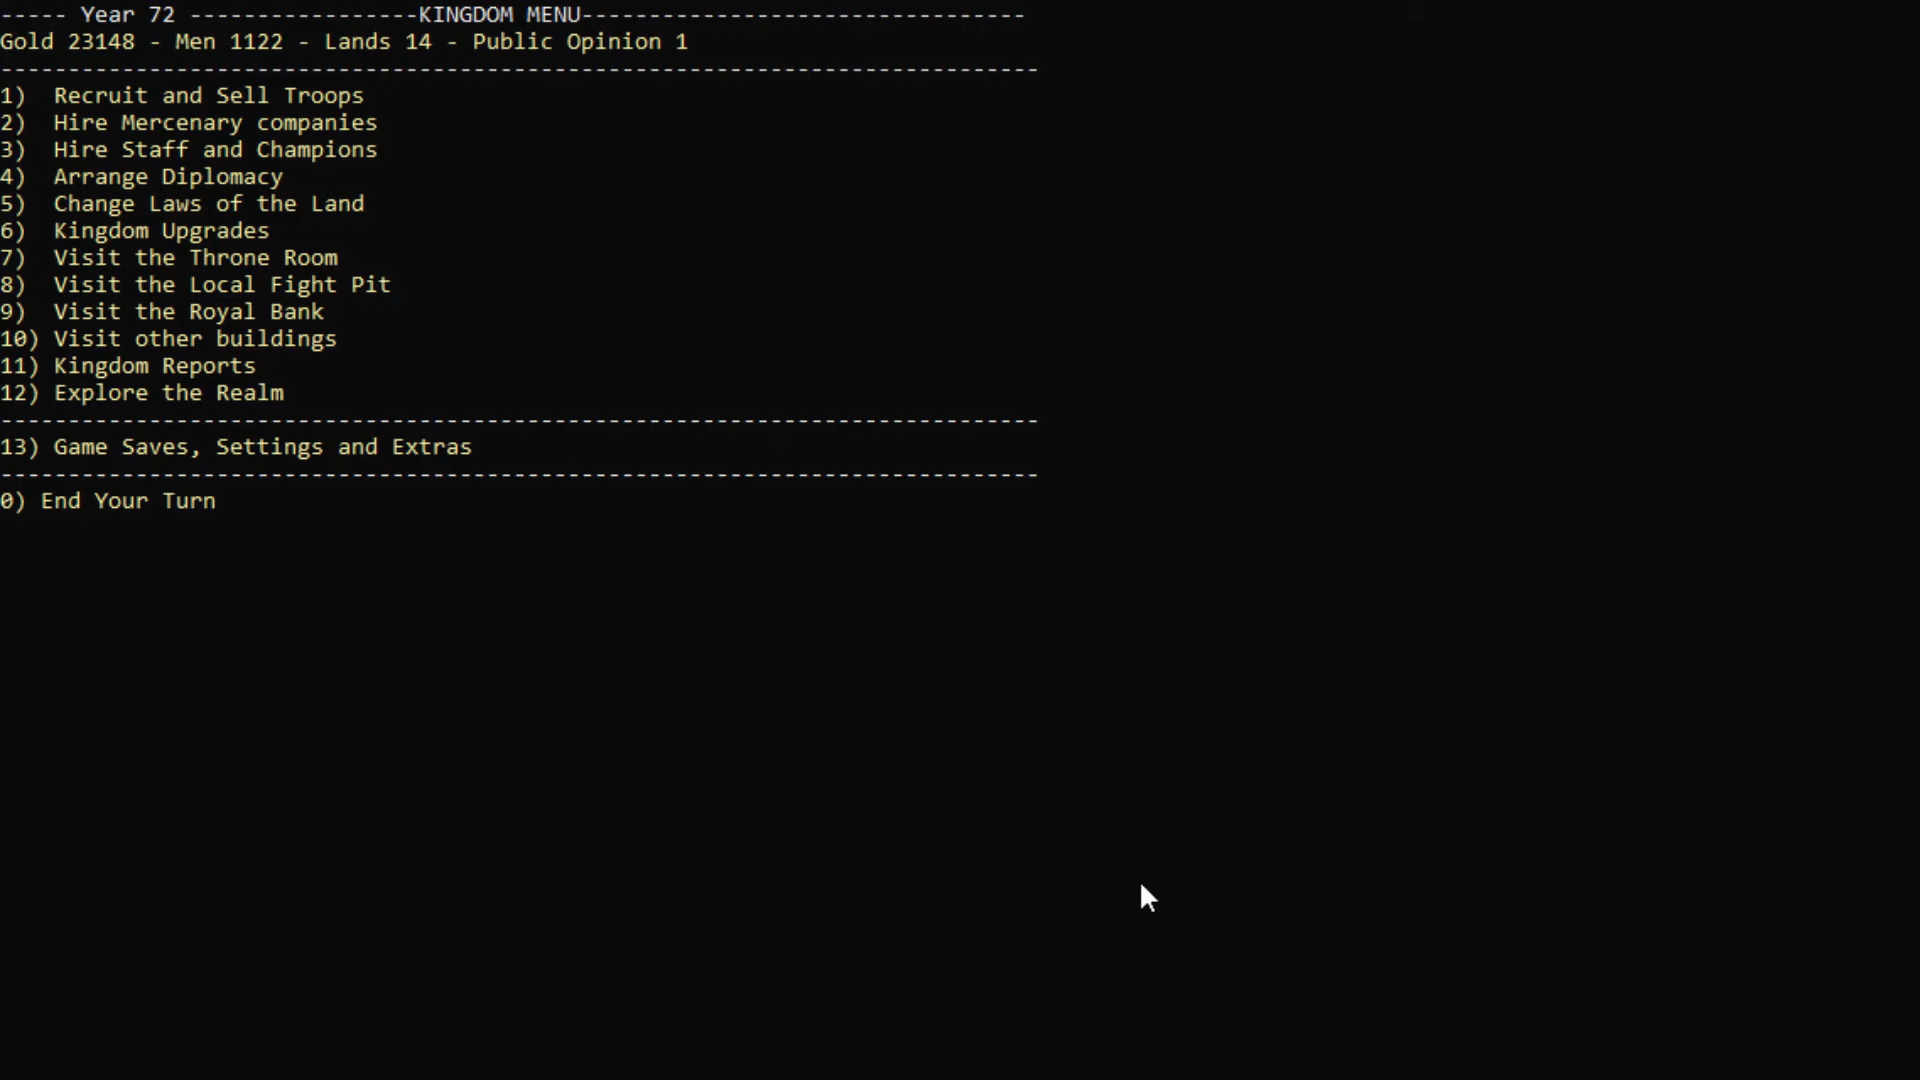 ----- Year 72 -----------------KINGDOM MENU---------------------------------
Gold 23148 - Men 1122 - Lands 14 - Public Opinion 1
-----------------------------------------------------------------------------
1)  Recruit and Sell Troops
2)  Hire Mercenary companies
3)  Hire Staff and Champions
4)  Arrange Diplomacy
5)  Change Laws of the Land
6)  Kingdom Upgrades
7)  Visit the Throne Room
8)  Visit the Local Fight Pit
9)  Visit the Royal Bank
10) Visit other buildings
11) Kingdom Reports
12) Explore the Realm
-----------------------------------------------------------------------------
13) Game Saves, Settings and Extras
-----------------------------------------------------------------------------
0) End Your Turn